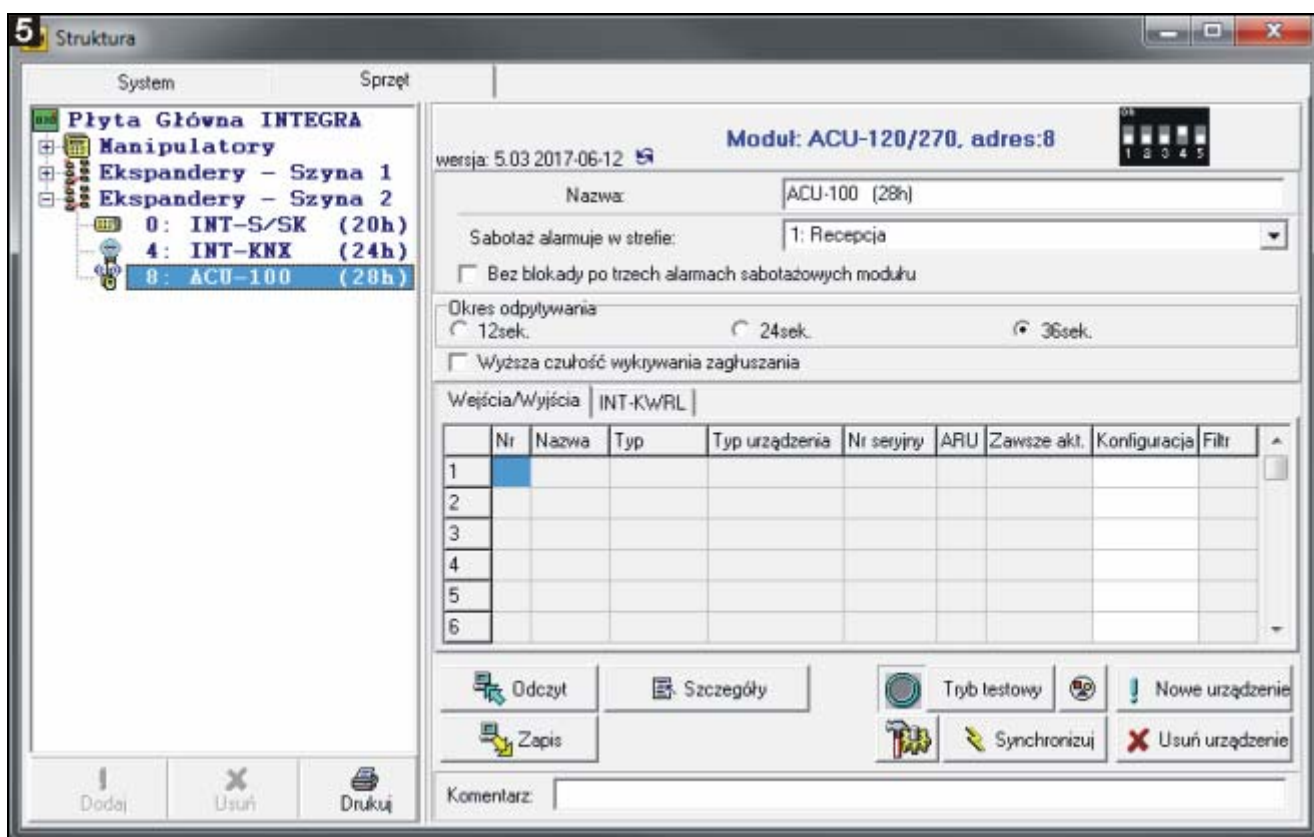 5 Struktura
System Sprzęt
Płyta Główna INTEGRA
Manipulatory
Ekspandery - Szyna 1
Ekspandery - Szyna 2
0: INT-S/SK (20h)
4: INT-KNX (24h)
8: ACU-100 (28h)
Dodaj Usuń Drukuj
wersja: 5.03 2017-06-12 Moduł: ACU-120/270, adres:8
1 2 3 4 5
Nazwa: ACU-100 (28h)
Sabotaż alarmuje w strefie: 1: Recepcja
Bez blokady po trzech alarmach sabotażowych modułu
Okres odpytywania
12sek. 24sek. 36sek.
Wyższa czułość wykrywania zagłuszania
Wejścia/Wyjścia INT-KWRL
Nr Nazwa Typ Typ urządzenia Nr seryjny ARU Zawsze akt. Konfiguracja Filtr
1
2
3
4
5
6
Odczyt Szczegóły Tryb testowy Nowe urządzenie
Zapis Synchronizuj Usuń urządzenie
Komentarz: